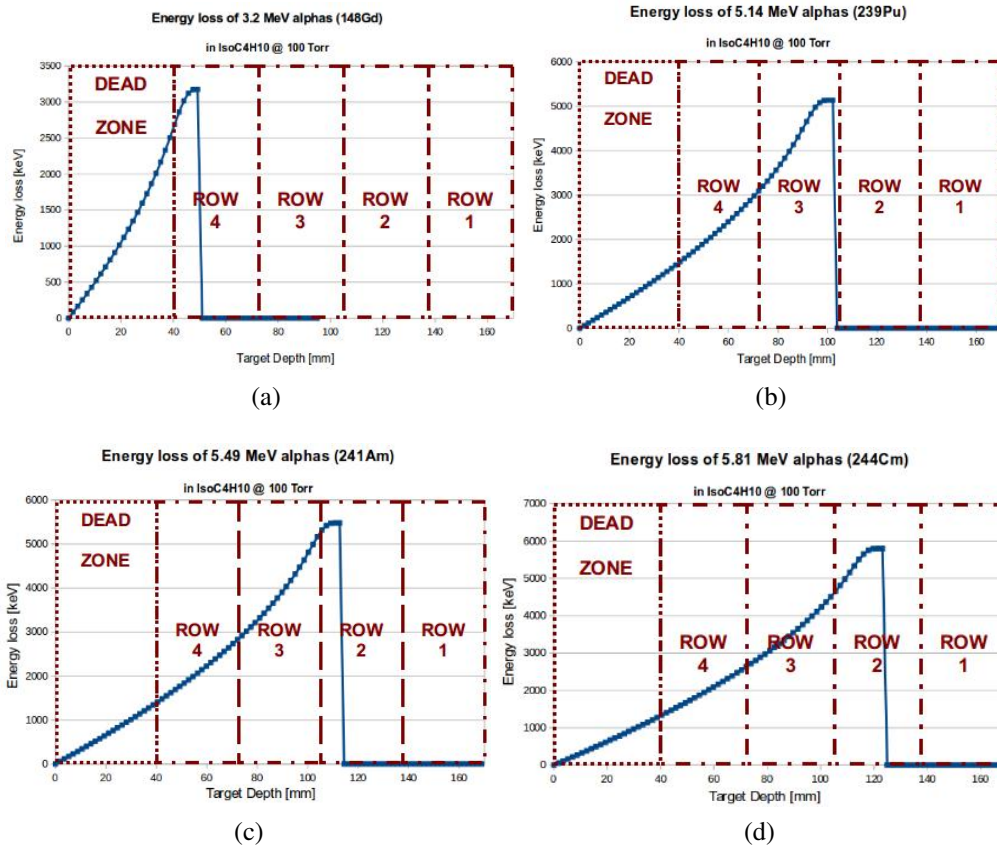 Energy loss of 3.2 MeV alphas (148Gd)
in IsoC4H10 @ 100 Torr
3500
3000
2500
2000
1500
1000
500
0
Energy loss [keV]
DEAD
ZONE
ROW
4
ROW
3
ROW
2
ROW
1
0 20 40 60 80 100 120 140 160
Target Depth [mm]
(a)
Energy loss of 5.14 MeV alphas (239Pu)
in IsoC4H10 @ 100 Torr
6000
5000
4000
3000
2000
1000
0
Energy loss [keV]
DEAD
ZONE
ROW
4
ROW
3
ROW
2
ROW
1
0 20 40 60 80 100 120 140 160
Target Depth [mm]
(b)
Energy loss of 5.49 MeV alphas (241Am)
in IsoC4H10 @ 100 Torr
6000
5000
4000
3000
2000
1000
0
Energy loss [keV]
DEAD
ZONE
ROW
4
ROW
3
ROW
2
ROW
1
0 20 40 60 80 100 120 140 160
Target Depth [mm]
(c)
Energy loss of 5.81 MeV alphas (244Cm)
in IsoC4H10 @ 100 Torr
7000
6000
5000
4000
3000
2000
1000
0
Energy loss [keV]
DEAD
ZONE
ROW
4
ROW
3
ROW
2
ROW
1
0 20 40 60 80 100 120 140 160
Target Depth [mm]
(d)